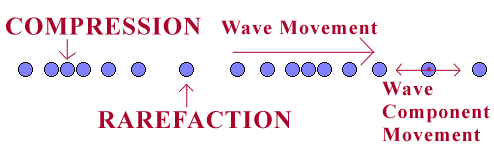 COMPRESSION
Wave Movement
RAREFACTION
Wave
Component
Movement